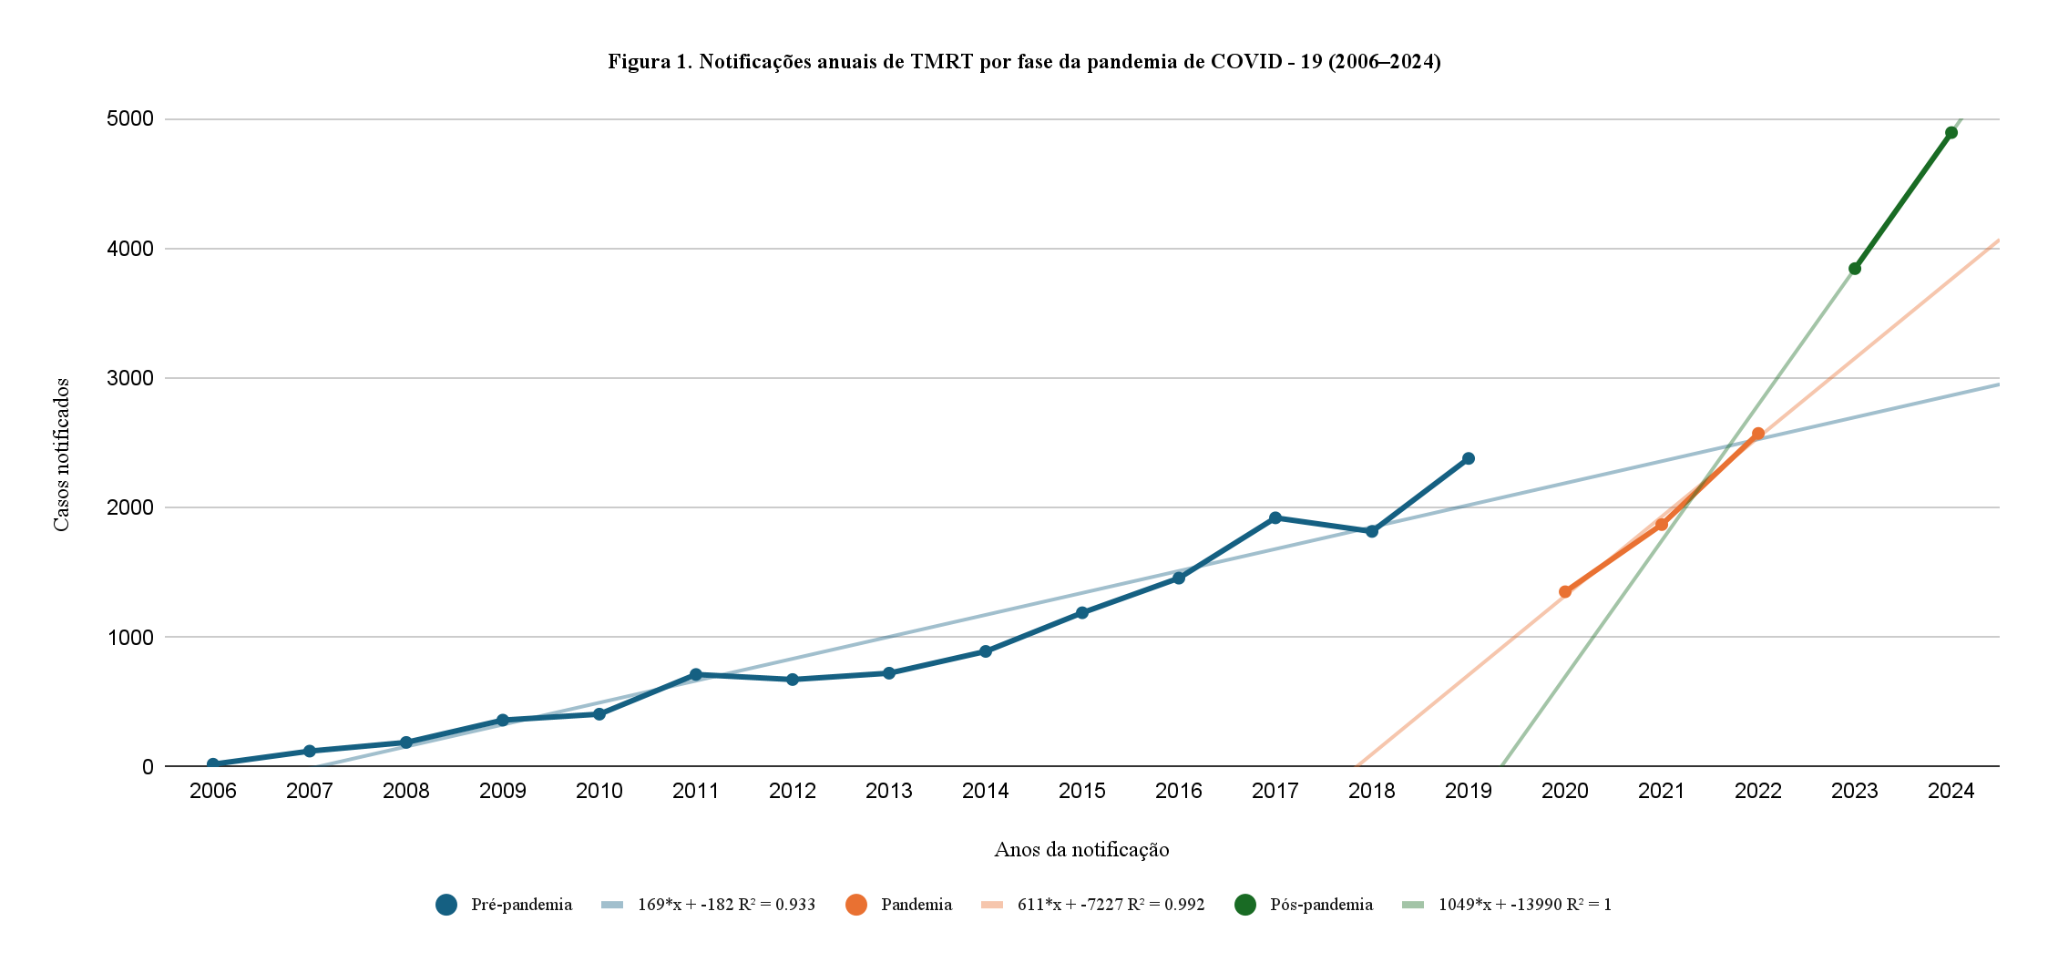 Figura 1. Notificações anuais de TMRT por fase da pandemia de COVID - 19 (2006–2024)
5000
4000
3000
2000
1000
0
Casos notificados
2006 2007 2008 2009 2010 2011 2012 2013 2014 2015 2016 2017 2018 2019 2020 2021 2022 2023 2024
Anos da notificação
Pré-pandemia 169*x + -182 R² = 0.933 Pandemia 611*x + -7227 R² = 0.992 Pós-pandemia 1049*x + -13990 R² = 1